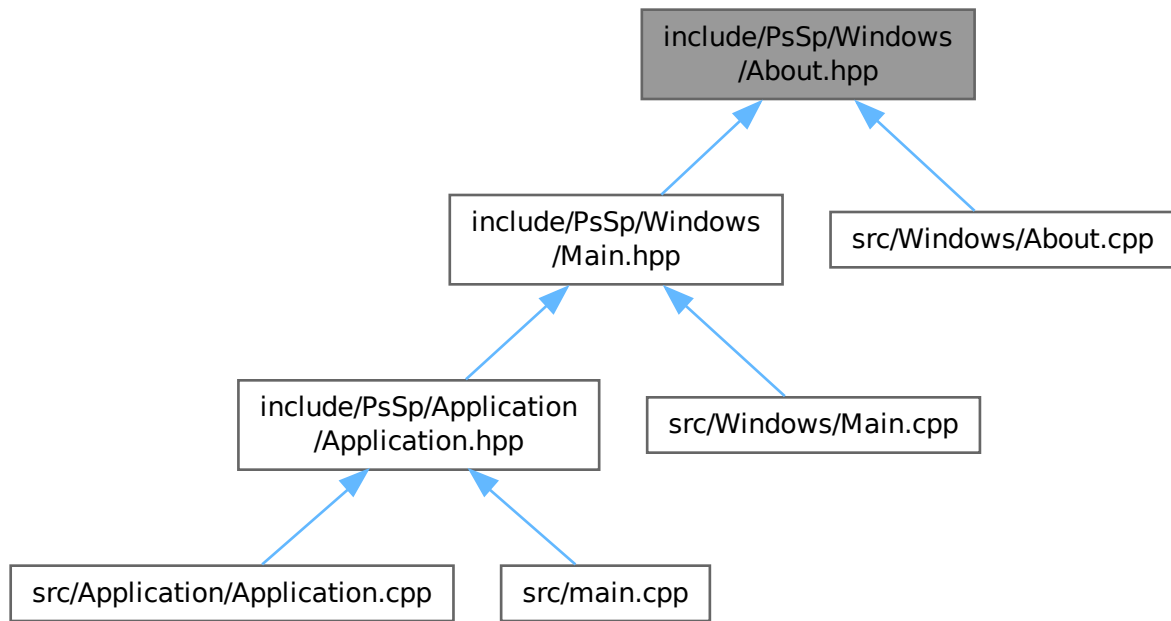 include/PsSp/Windows
/About.hpp
include/PsSp/Windows
/Main.hpp
src/Windows/About.cpp
include/PsSp/Application
/Application.hpp
src/Windows/Main.cpp
src/Application/Application.cpp
src/main.cpp